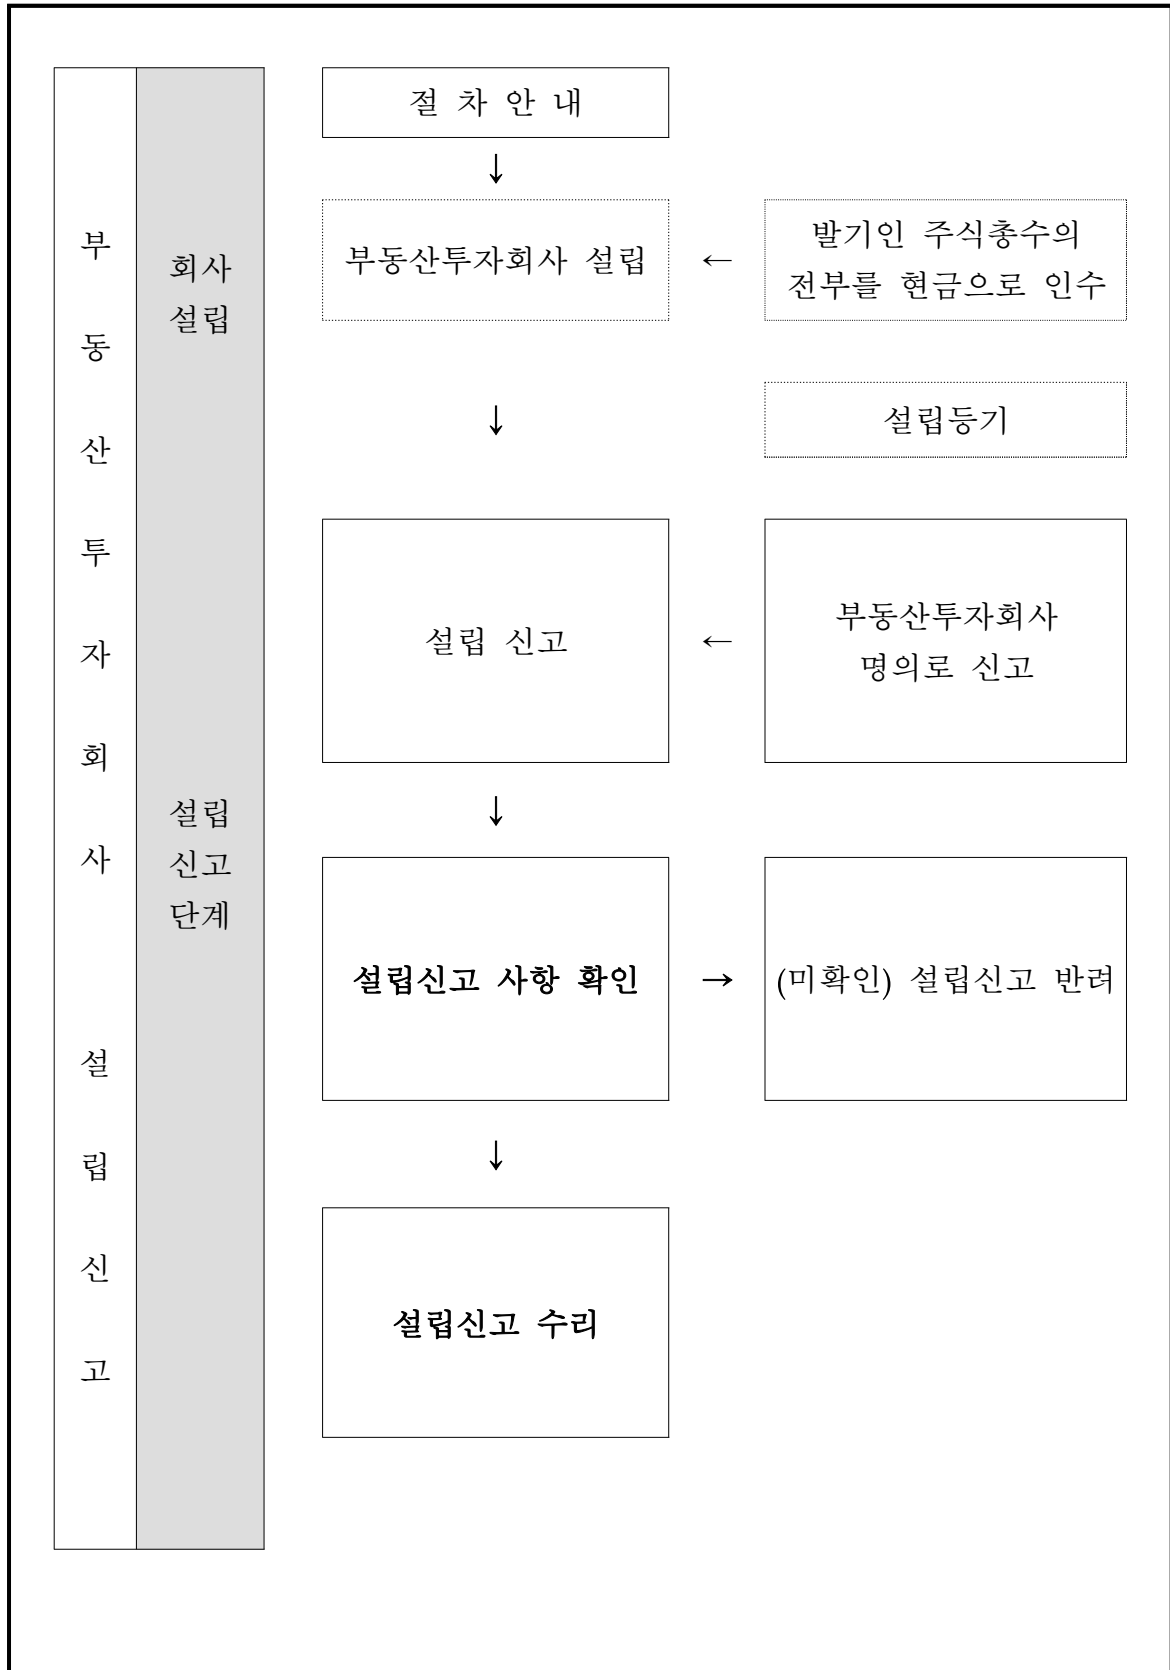 부동산투자회사 설립신고
회사
설립
설립
신고
단계
절 차 안 내
↓
부동산투자회사 설립
←
발기인 주식총수의
전부를 현금으로 인수
↓
설립등기
설립 신고
←
부동산투자회사
명의로 신고
↓
설립신고 사항 확인
→
(미확인) 설립신고 반려
↓
설립신고 수리